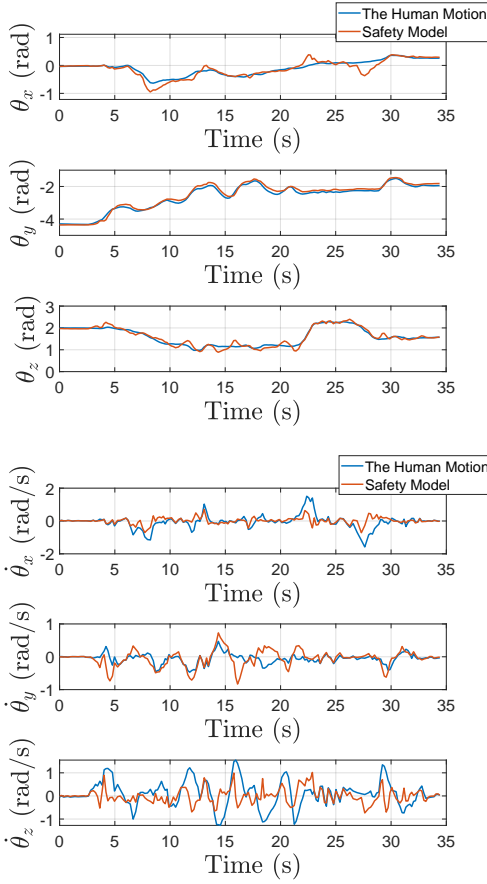 The Human Motion
Safety Model
1
0
-1
θx (rad)
0 5 10 15 20 25 30 35
Time (s)
-2
-4
θy (rad)
0 5 10 15 20 25 30 35
Time (s)
3
2
1
0
θz (rad)
0 5 10 15 20 25 30 35
Time (s)
The Human Motion
Safety Model
2
0
-2
θ̇x (rad/s)
0 5 10 15 20 25 30 35
Time (s)
1
0
-1
θ̇y (rad/s)
0 5 10 15 20 25 30 35
Time (s)
1
0
-1
θ̇z (rad/s)
0 5 10 15 20 25 30 35
Time (s)